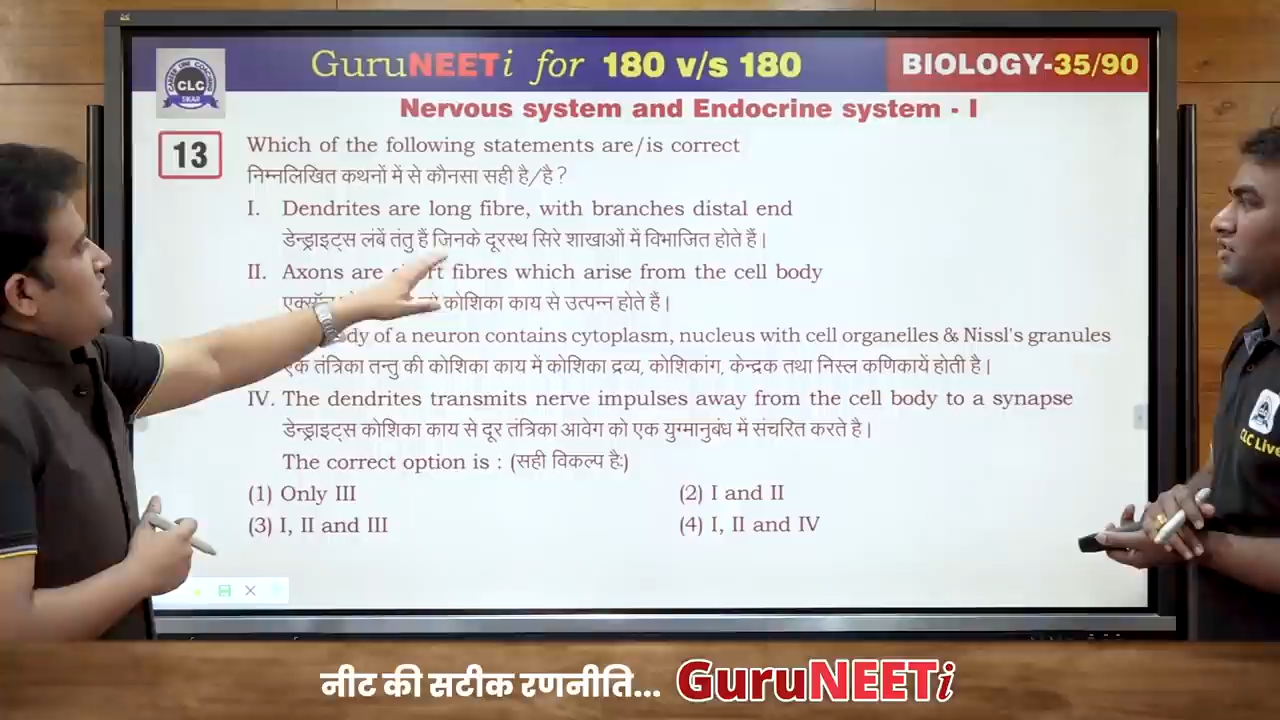 GuruNEETi for 180 v/s 180
BIOLOGY-35/90
CLC
SIKAR
Nervous system and Endocrine system - I
13
Which of the following statements are/is correct
निम्नलिखित कथनों में से कौनसा सही है/है ?
I. Dendrites are long fibre, with branches distal end
डेन्ड्राइट्स लंबें तंतु हैं जिनके दूरस्थ सिरे शाखाओं में विभाजित होते हैं।
II. Axons are short fibres which arise from the cell body
कोशिका काय से उत्पन्न होते हैं।
body of a neuron contains cytoplasm, nucleus with cell organelles & Nissl's granules
एक तंत्रिका तन्तु की कोशिका काय में कोशिका द्रव्य, कोशिकांग, केन्द्रक तथा निस्ल कणिकायें होती है।
IV. The dendrites transmits nerve impulses away from the cell body to a synapse
डेन्ड्राइट्स कोशिका काय से दूर तंत्रिका आवेग को एक युग्मानुबंध में संचरित करते है।
The correct option is : (सही विकल्प है:)
(1) Only III
(2) I and II
(3) I, II and III
(4) I, II and IV
CLC Live
नीट की सटीक रणनीति... GuruNEETi